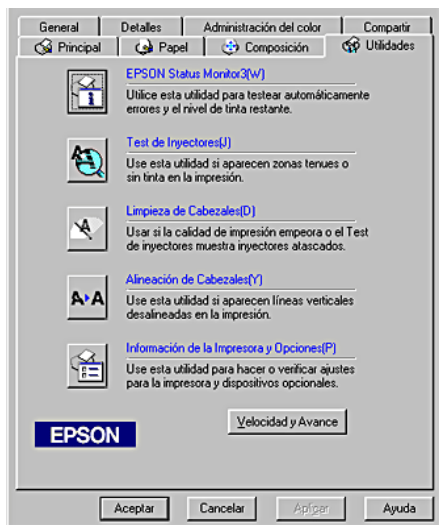 General Detalles Administración del color Compartir
Principal Papel Composición Utilidades
EPSON Status Monitor3(W)
Utilice esta utilidad para testear automáticamente
errores y el nivel de tinta restante.
Test de Inyectores(J)
Use esta utilidad si aparecen zonas tenues o
sin tinta en la impresión.
Limpieza de Cabezales(D)
Usar si la calidad de impresión empeora o el Test
de inyectores muestra inyectores atascados.
Alineación de Cabezales(Y)
Use esta utilidad si aparecen líneas verticales
desalineadas en la impresión.
Información de la Impresora y Opciones(P)
Use esta utilidad para hacer o verificar ajustes
para la impresora y dispositivos opcionales.
Velocidad y Avance
EPSON
Aceptar Cancelar Aplicar Ayuda